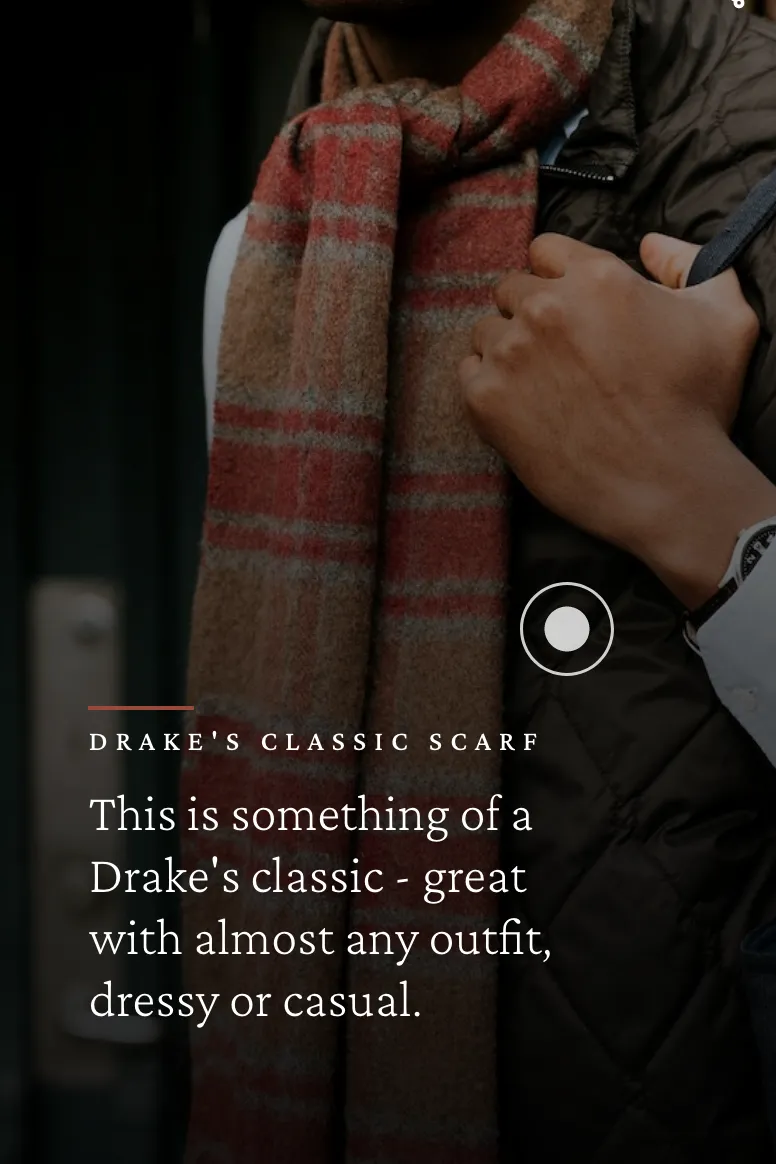 DRAKE'S CLASSIC SCARF
This is something of a
Drake's classic - great
with almost any outfit,
dressy or casual.